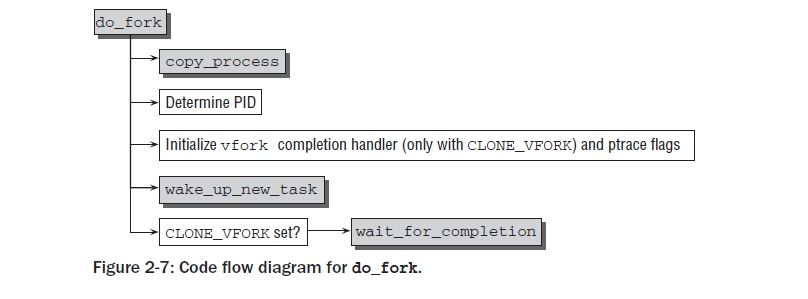 do_fork
copy_process
Determine PID
Initialize vfork completion handler (only with CLONE_VFORK) and ptrace flags
wake_up_new_task
CLONE_VFORK set?
wait_for_completion
Figure 2-7: Code flow diagram for do_fork.